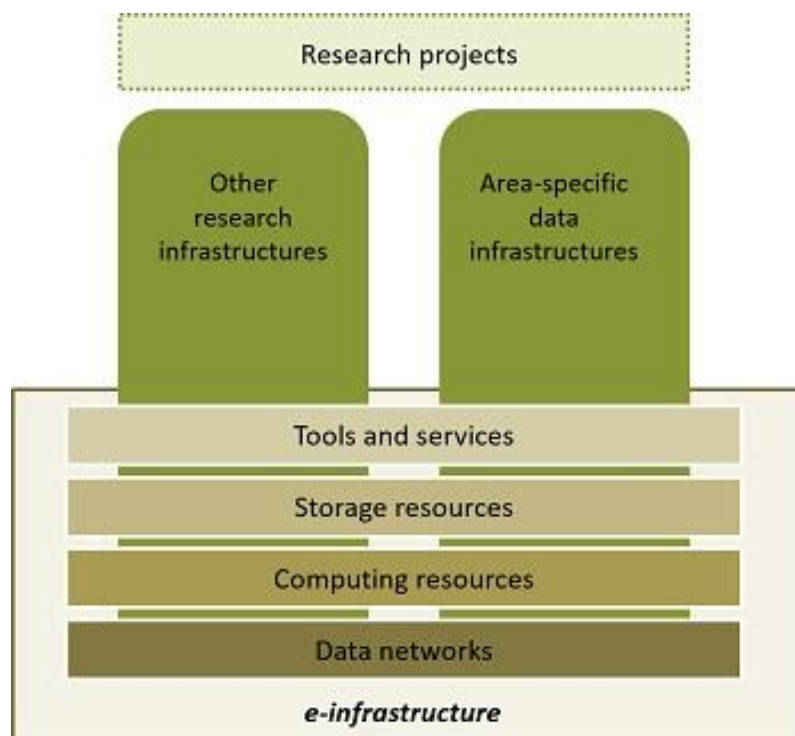 Research projects
Other
research
infrastructures
Area-specific
data
infrastructures
Tools and services
Storage resources
Computing resources
Data networks
e-infrastructure